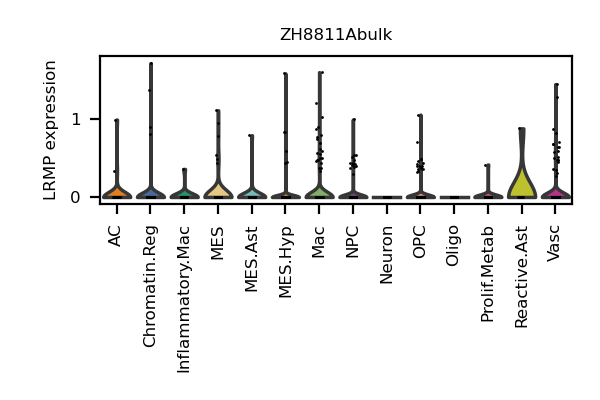 ZH8811Abulk
LRMP expression
1
0
AC
Chromatin.Reg
Inflammatory.Mac
MES
MES.Ast
MES.Hyp
Mac
NPC
Neuron
OPC
Oligo
Prolif.Metab
Reactive.Ast
Vasc